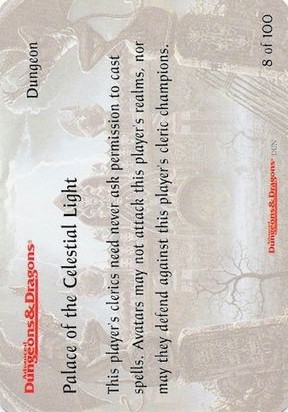 Advanced
Dungeons & Dragons®
Dungeon
Palace of the Celestial Light
This player's clerics need never ask permission to cast
spells. Avatars may not attack this player's realms, nor
may they defend against this player's cleric champions.
Advanced
Dungeons & Dragons®
DUN
8 of 100